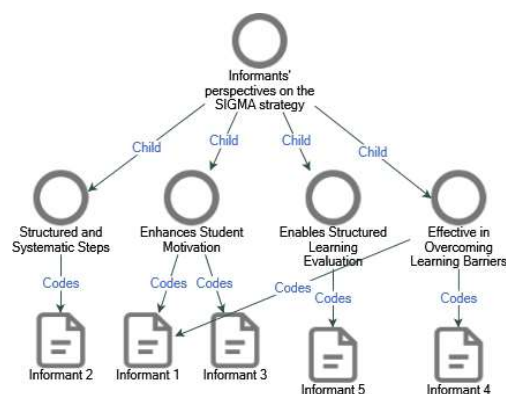 Informants'
perspectives on the
SIGMA strategy
Child
Child
Child
Child
Structured and
Systematic Steps
Enhances Student
Motivation
Enables Structured
Learning
Evaluation
Effective in
Overcoming
Learning Barriers
Codes
Codes
Codes
Codes
Codes
Codes
Informant 2
Informant 1
Informant 3
Informant 5
Informant 4